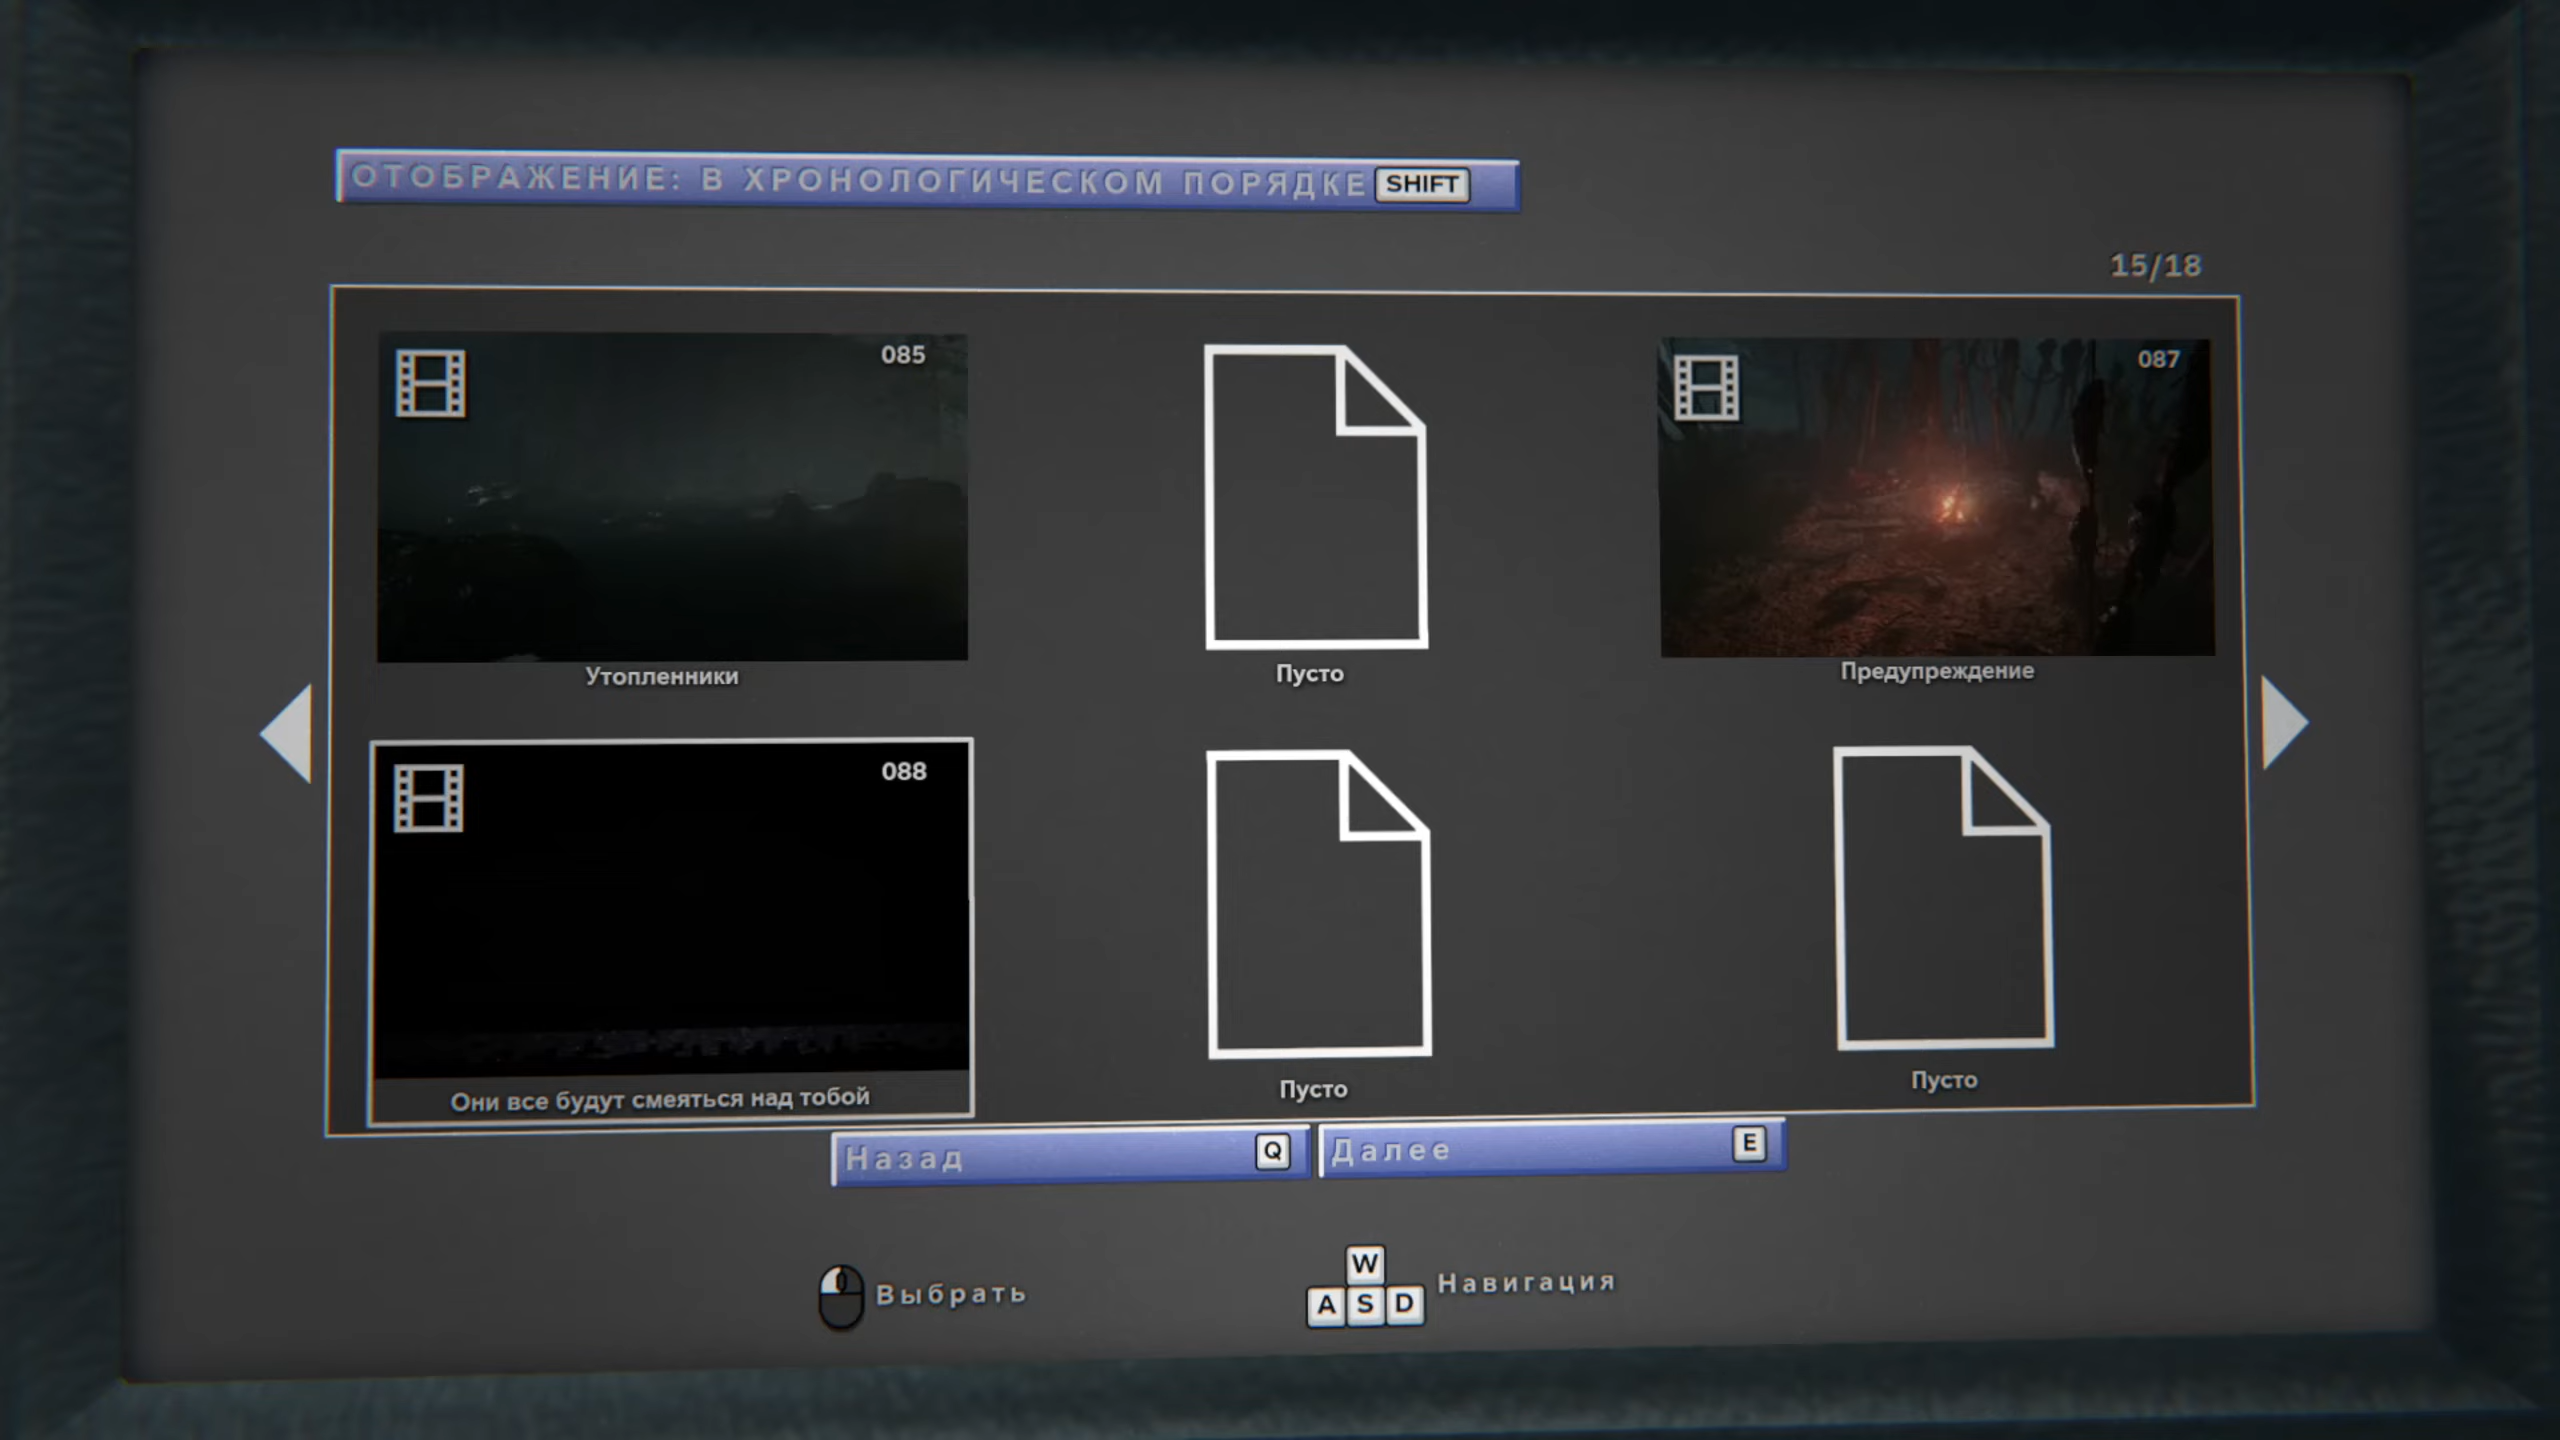 ОТОБРАЖЕНИЕ: В ХРОНОЛОГИЧЕСКОМ ПОРЯДКЕ SHIFT
15/18
085
087
Утопленники
Пусто
Предупреждение
088
Они все будут смеяться над тобой
Пусто
Пусто
Назад Q
Далее E
W
Выбрать
A S D
Навигация